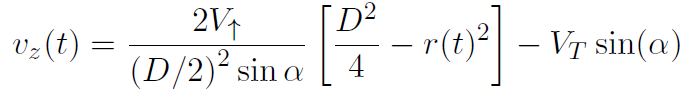 $v_z(t) = \frac{2V_\uparrow}{(D/2)^2 \sin \alpha} \left[ \frac{D^2}{4} - r(t)^2 \right] - V_T \sin(\alpha)$